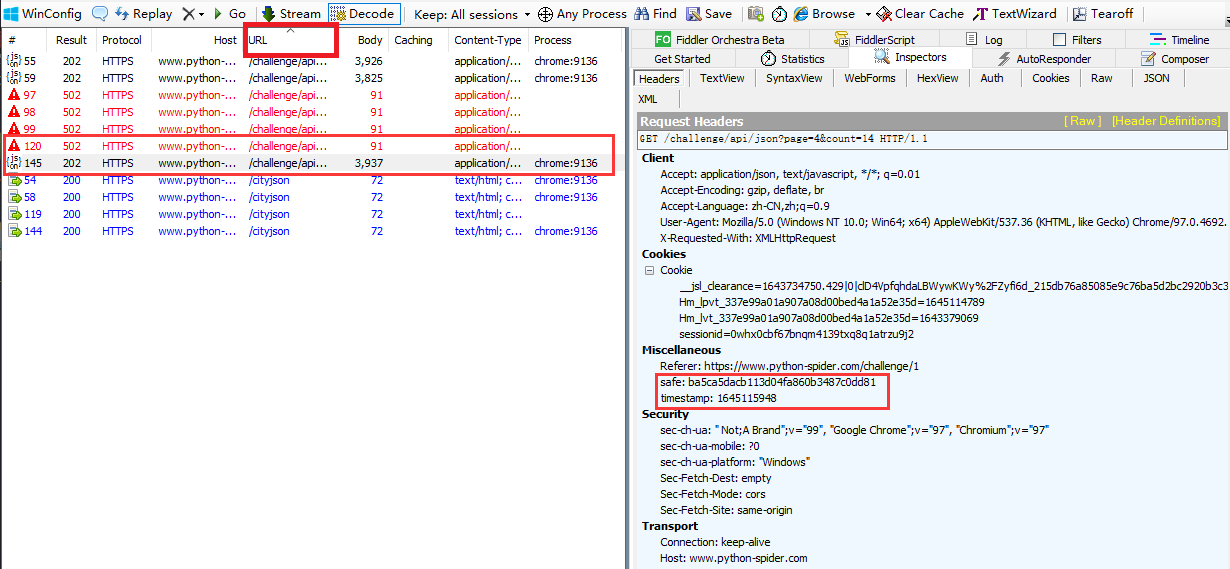 WinConfig Replay Go Stream Decode Keep: All sessions Any Process Find Save Browse Clear Cache TextWizard Tearoff
# Result Protocol Host URL Body Caching Content-Type Process
55 202 HTTPS www.python-... /challenge/api... 3,926 application/... chrome:9136
59 202 HTTPS www.python-... /challenge/api... 3,825 application/... chrome:9136
97 502 HTTPS www.python-... /challenge/api... 91 application/...
98 502 HTTPS www.python-... /challenge/api... 91 application/...
99 502 HTTPS www.python-... /challenge/api... 91 application/...
120 502 HTTPS www.python-... /challenge/api... 91 application/...
145 202 HTTPS www.python-... /challenge/api... 3,937 application/... chrome:9136
54 200 HTTPS www.python-... /cityjson 72 text/html; c... chrome:9136
58 200 HTTPS www.python-... /cityjson 72 text/html; c... chrome:9136
119 200 HTTPS www.python-... /cityjson 72 text/html; c...
144 200 HTTPS www.python-... /cityjson 72 text/html; c... chrome:9136
FO Fiddler Orchestra Beta FiddlerScript Log Filters Timeline
Get Started Statistics Inspectors AutoResponder Composer
Headers TextView SyntaxView WebForms HexView Auth Cookies Raw JSON
XML
Request Headers [ Raw ] [Header Definitions]
GET /challenge/api/json?page=4&count=14 HTTP/1.1
Client
Accept: application/json, text/javascript, */*; q=0.01
Accept-Encoding: gzip, deflate, br
Accept-Language: zh-CN,zh;q=0.9
User-Agent: Mozilla/5.0 (Windows NT 10.0; Win64; x64) AppleWebKit/537.36 (KHTML, like Gecko) Chrome/97.0.4692.
X-Requested-With: XMLHttpRequest
Cookies
Cookie
__jsl_clearance=1643734750.429|0|clD4VpfqhdaLBWywKWy%2FZyfi6d_215db76a85085e9c76ba5d2bc2920b3c3
Hm_lpvt_337e99a01a907a08d00bed4a1a52e35d=1645114789
Hm_lvt_337e99a01a907a08d00bed4a1a52e35d=1643379069
sessionid=0whx0cbf67bnqm4139txq8q1atrzu9j2
Miscellaneous
Referer: https://www.python-spider.com/challenge/1
safe: ba5ca5dacb113d04fa860b3487c0dd81
timestamp: 1645115948
Security
sec-ch-ua: " Not;A Brand";v="99", "Google Chrome";v="97", "Chromium";v="97"
sec-ch-ua-mobile: ?0
sec-ch-ua-platform: "Windows"
Sec-Fetch-Dest: empty
Sec-Fetch-Mode: cors
Sec-Fetch-Site: same-origin
Transport
Connection: keep-alive
Host: www.python-spider.com